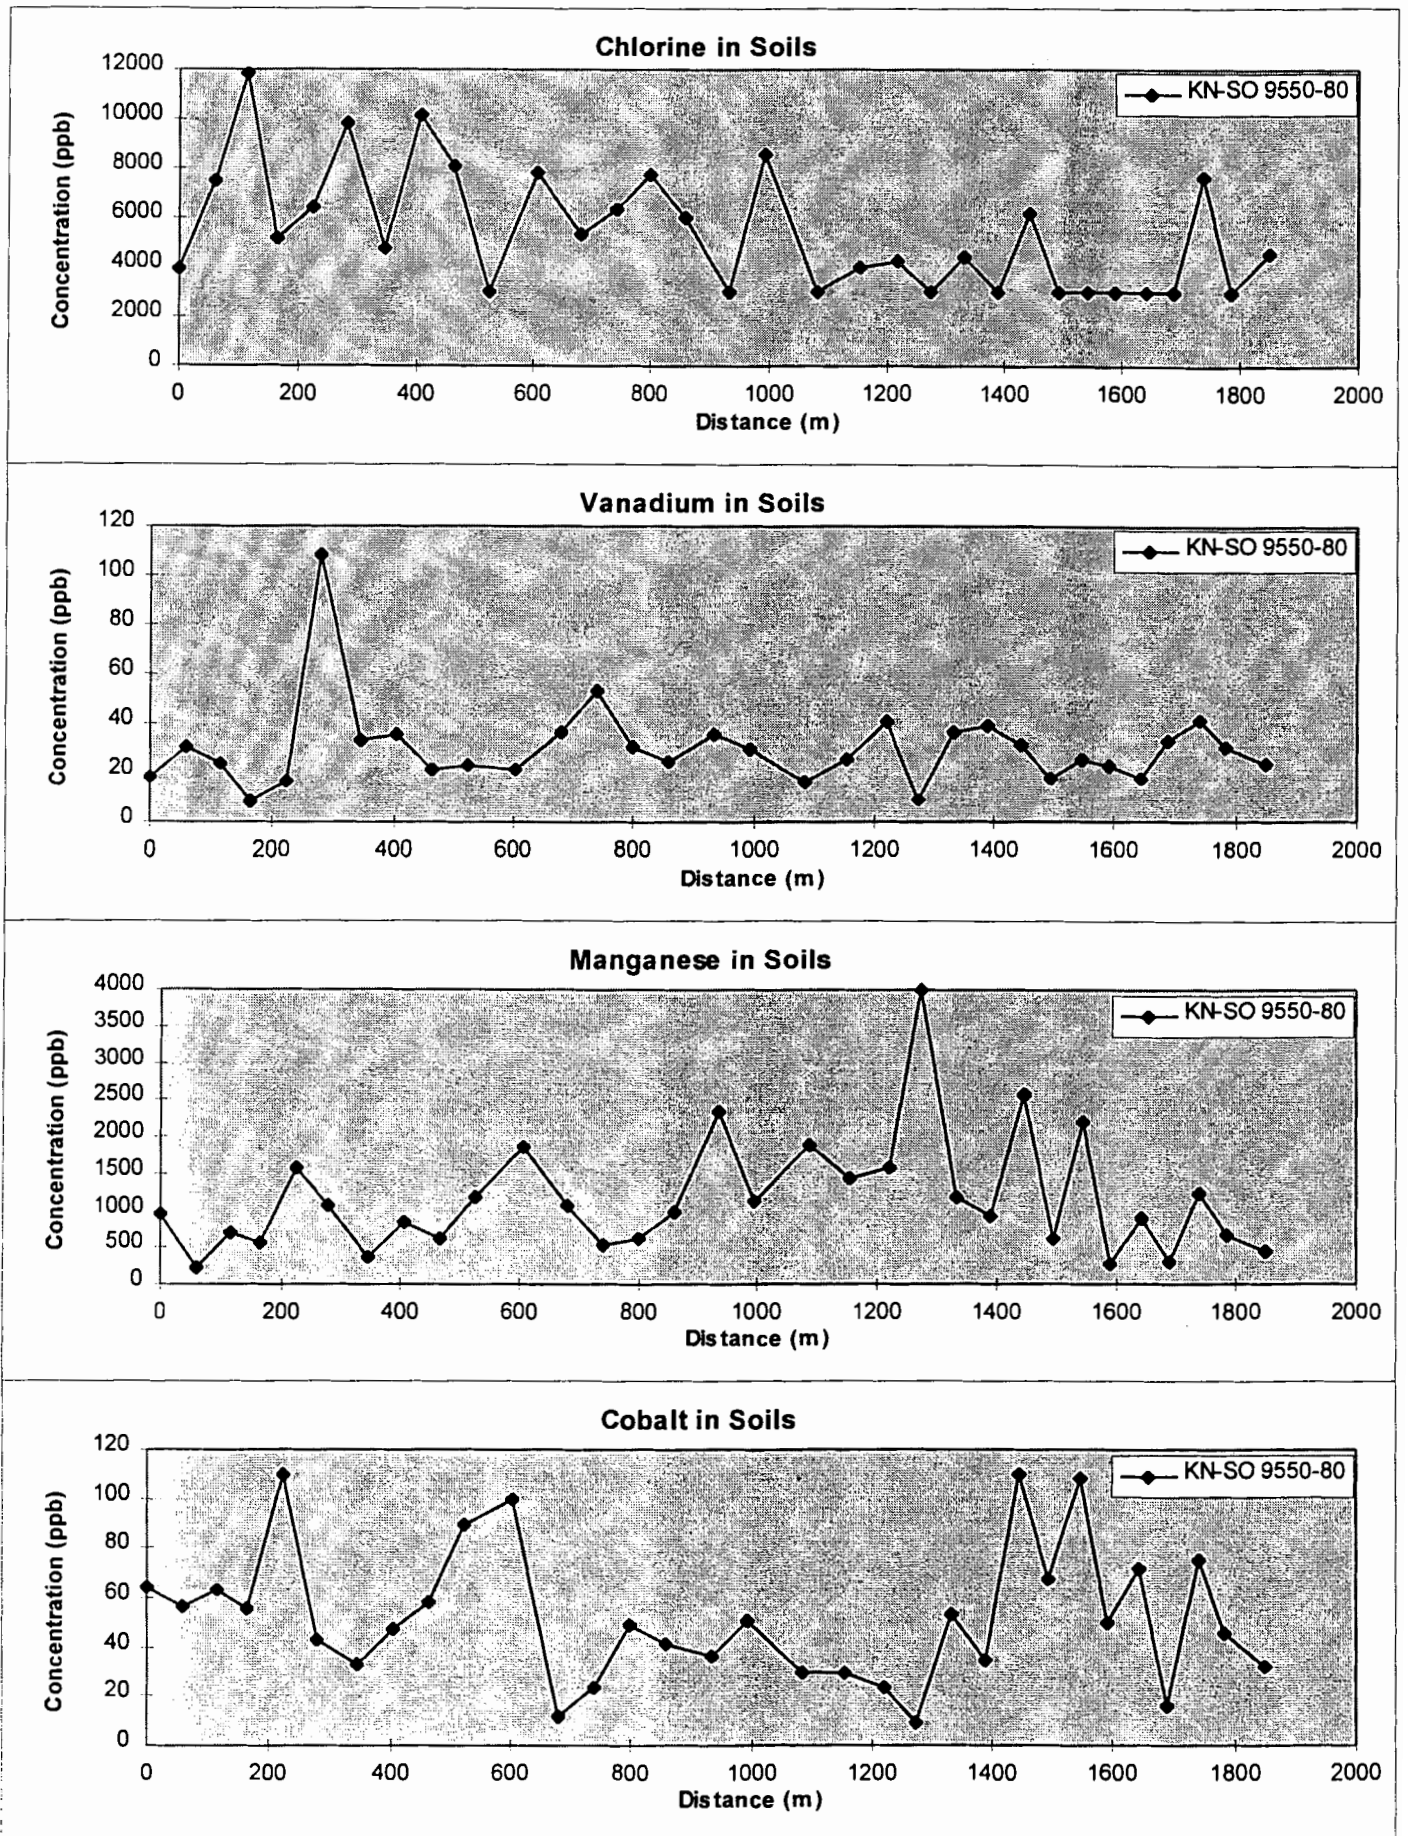 Chlorine in Soils
12000
10000
8000
6000
4000
2000
0
Concentration (ppb)
KN-SO 9550-80
0 200 400 600 800 1000 1200 1400 1600 1800 2000
Distance (m)
Vanadium in Soils
120
100
80
60
40
20
0
Concentration (ppb)
KN-SO 9550-80
0 200 400 600 800 1000 1200 1400 1600 1800 2000
Distance (m)
Manganese in Soils
4000
3500
3000
2500
2000
1500
1000
500
0
Concentration (ppb)
KN-SO 9550-80
0 200 400 600 800 1000 1200 1400 1600 1800 2000
Distance (m)
Cobalt in Soils
120
100
80
60
40
20
0
Concentration (ppb)
KN-SO 9550-80
0 200 400 600 800 1000 1200 1400 1600 1800 2000
Distance (m)